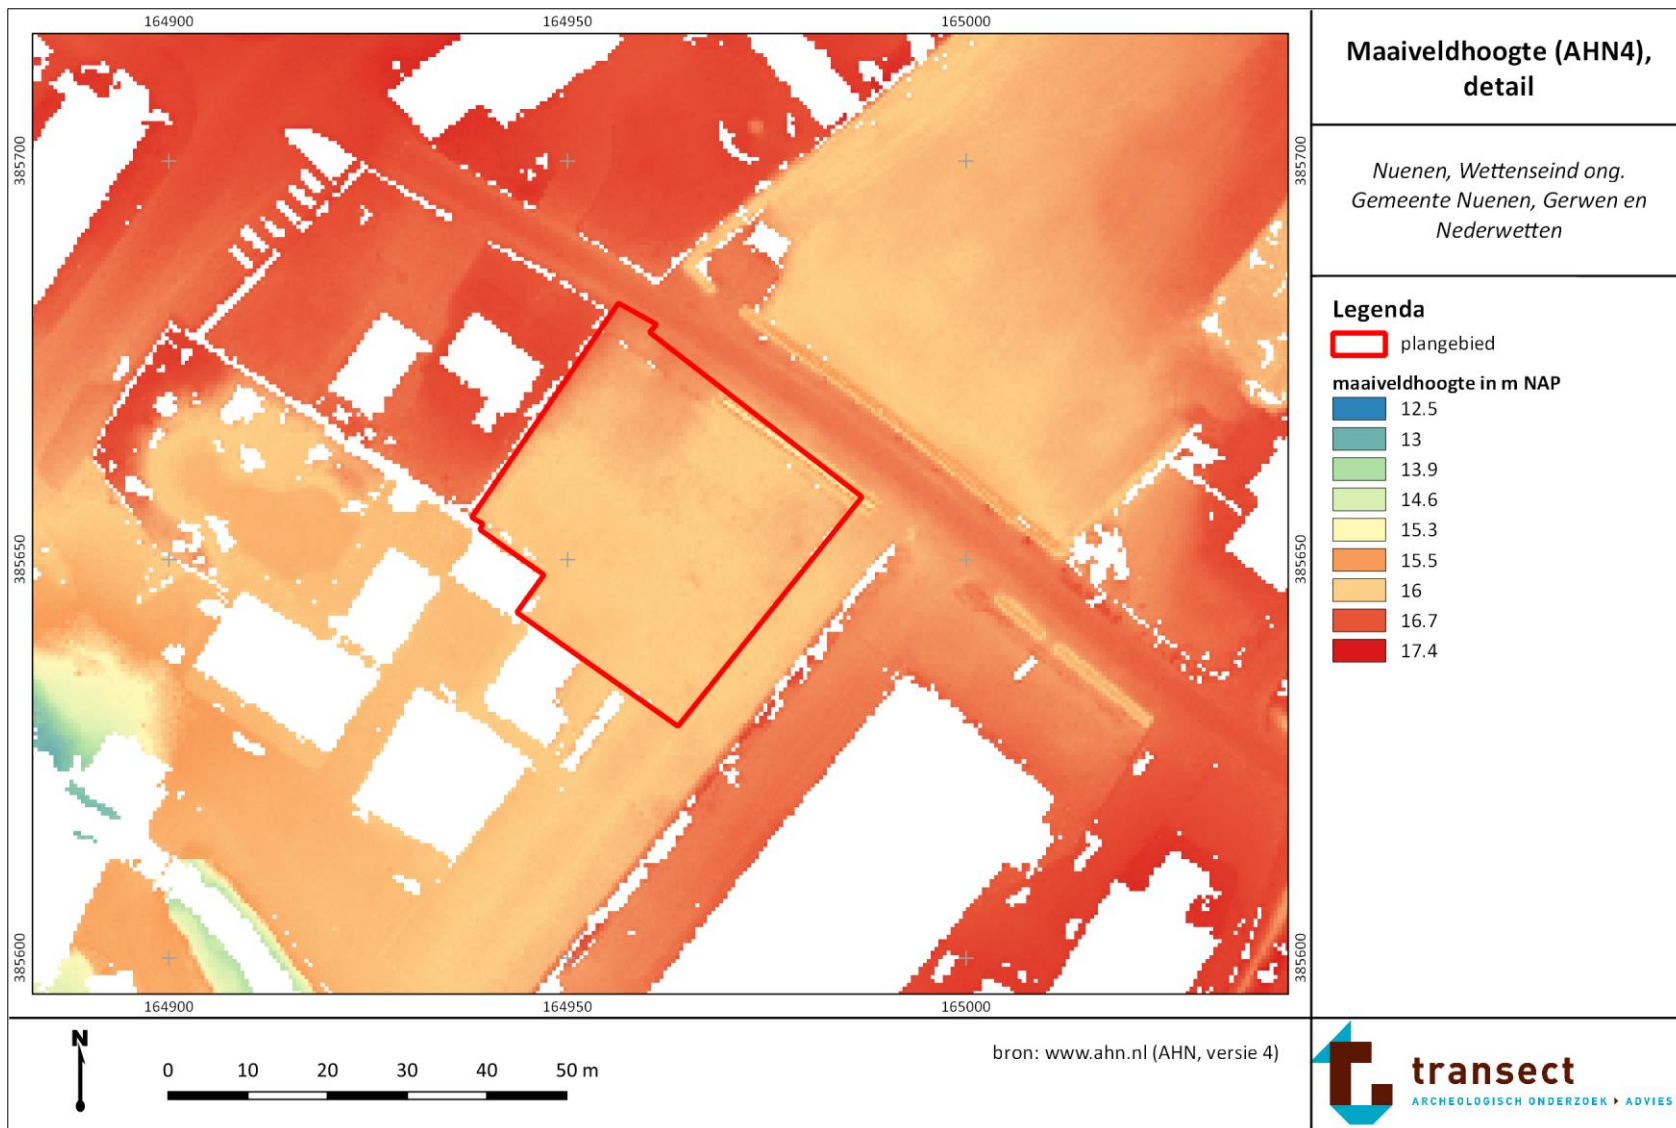 164900 164950 165000
385700 385700
385650 385650
385600 385600
164900 164950 165000
Maaiveldhoogte (AHN4),
detail
Nuenen, Wettenseind ong.
Gemeente Nuenen, Gerwen en
Nederwetten
Legenda
plangebied
maaiveldhoogte in m NAP
12.5
13
13.9
14.6
15.3
15.5
16
16.7
17.4
N
0 10 20 30 40 50 m
bron: www.ahn.nl (AHN, versie 4)
transect
ARCHEOLOGISCH ONDERZOEK ▸ ADVIES